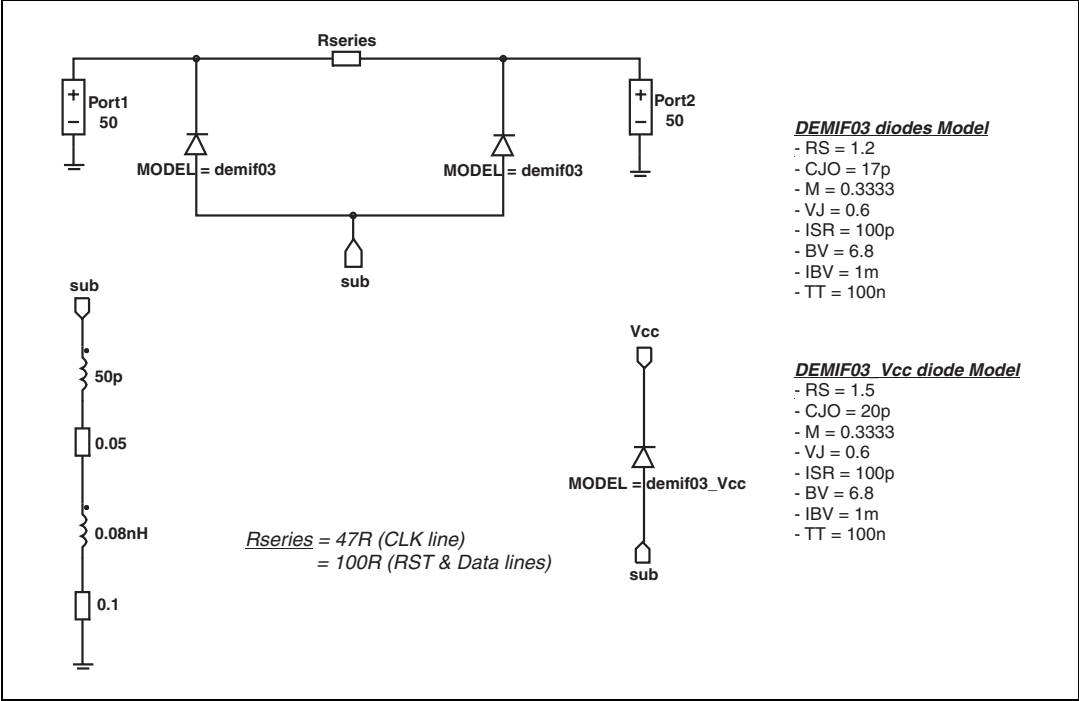 Rseries
+
−
Port1
50
+
−
Port2
50
MODEL = demif03
MODEL = demif03
sub
DEMIF03 diodes Model
- RS = 1.2
- CJO = 17p
- M = 0.3333
- VJ = 0.6
- ISR = 100p
- BV = 6.8
- IBV = 1m
- TT = 100n
sub
50p
0.05
0.08nH
0.1
Rseries = 47R (CLK line)
= 100R (RST & Data lines)
Vcc
MODEL = demif03_Vcc
sub
DEMIF03_Vcc diode Model
- RS = 1.5
- CJO = 20p
- M = 0.3333
- VJ = 0.6
- ISR = 100p
- BV = 6.8
- IBV = 1m
- TT = 100n